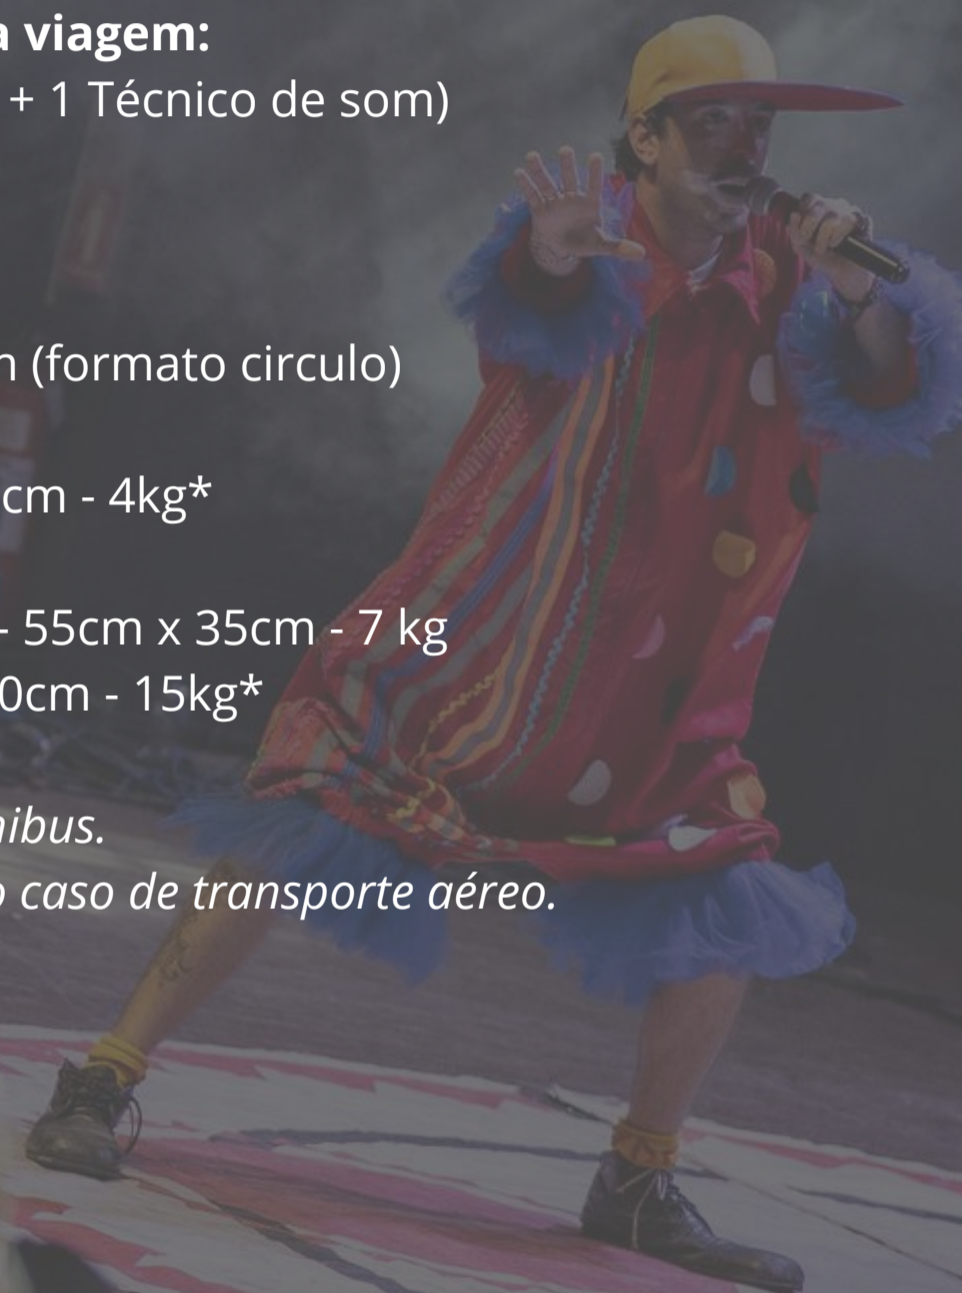 a viagem:
+ 1 Técnico de som)
(formato circulo)
cm - 4kg*
- 55cm x 35cm - 7 kg
0cm - 15kg*
nibus.
o caso de transporte aéreo.